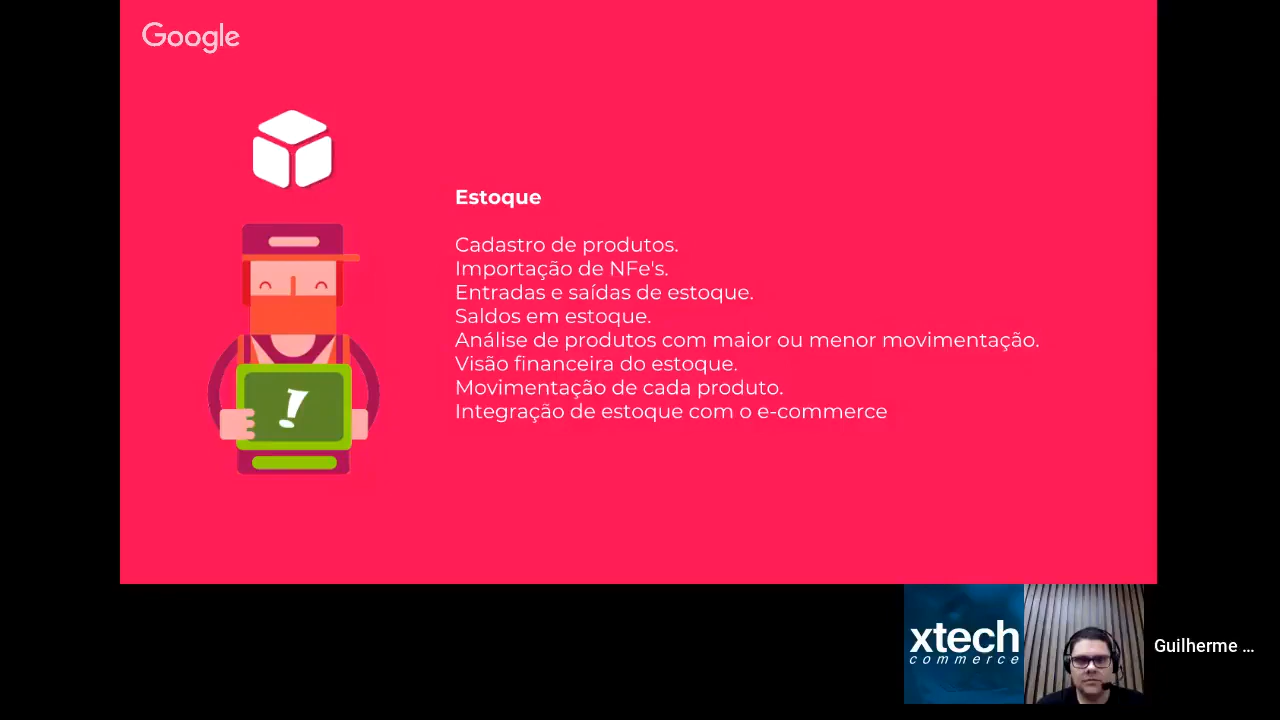 Google
Estoque
Cadastro de produtos.
Importação de NFe's.
Entradas e saídas de estoque.
Saldos em estoque.
Análise de produtos com maior ou menor movimentação.
Visão financeira do estoque.
Movimentação de cada produto.
Integração de estoque com o e-commerce
!
xtech
commerce
Guilherme ...